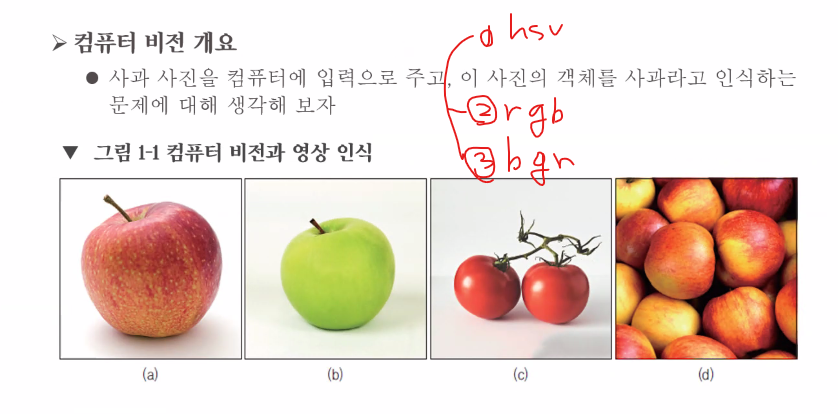 ➢ 컴퓨터 비전 개요
① hsv
● 사과 사진을 컴퓨터에 입력으로 주고, 이 사진의 객체를 사과라고 인식하는
문제에 대해 생각해 보자
② rgb
▼ 그림 1-1 컴퓨터 비전과 영상 인식
③ bgr
(a) (b) (c) (d)